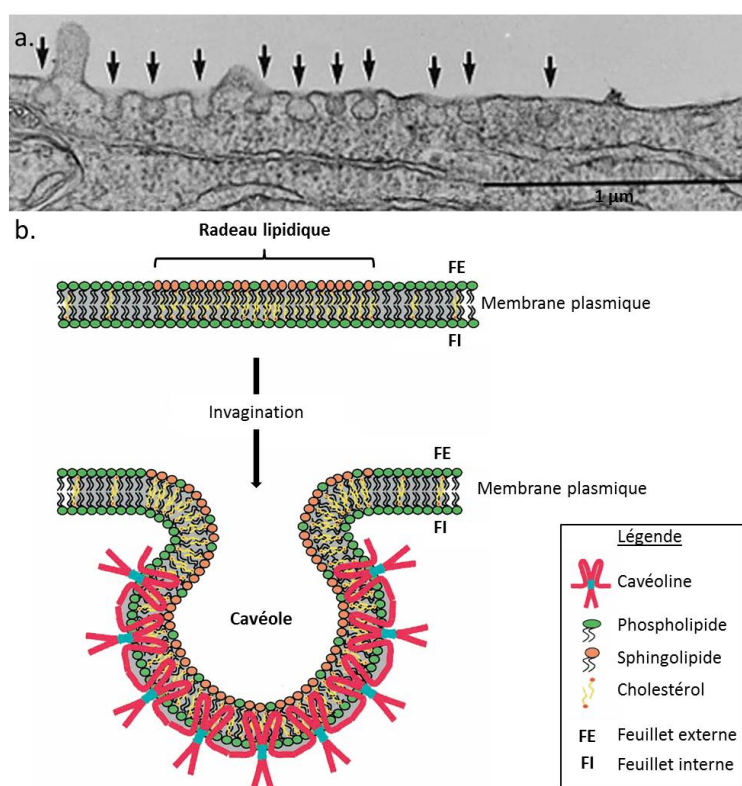 a.
1 µm
b.
Radeau lipidique
FE
Membrane plasmique
FI
Invagination
FE
Membrane plasmique
FI
Cavéole
Légende
Cavéoline
Phospholipide
Sphingolipide
Cholestérol
FE Feuillet externe
FI Feuillet interne